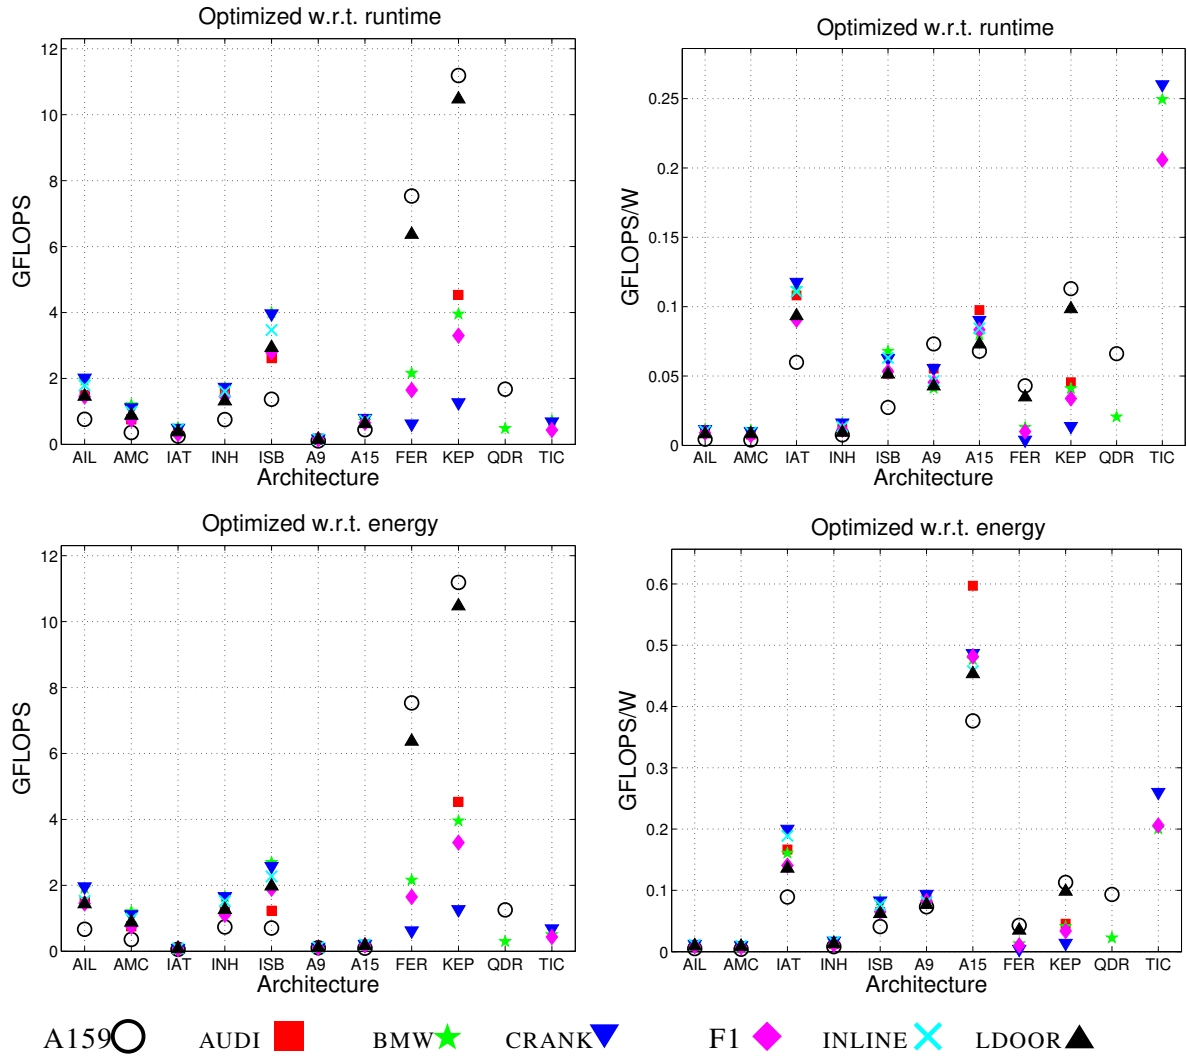 Optimized w.r.t. runtime
GFLOPS
12
10
8
6
4
2
0
AIL AMC IAT INH ISB A9 A15 FER KEP QDR TIC
Architecture
Optimized w.r.t. runtime
GFLOPS/W
0.25
0.2
0.15
0.1
0.05
0
AIL AMC IAT INH ISB A9 A15 FER KEP QDR TIC
Architecture
Optimized w.r.t. energy
GFLOPS
12
10
8
6
4
2
0
AIL AMC IAT INH ISB A9 A15 FER KEP QDR TIC
Architecture
Optimized w.r.t. energy
GFLOPS/W
0.6
0.5
0.4
0.3
0.2
0.1
0
AIL AMC IAT INH ISB A9 A15 FER KEP QDR TIC
Architecture
A159 AUDI BMW CRANK F1 INLINE LDOOR